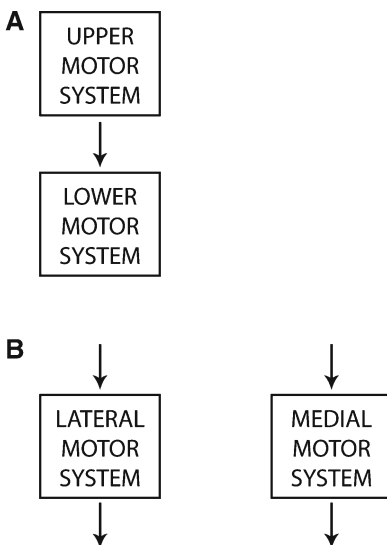 A
UPPER
MOTOR
SYSTEM
LOWER
MOTOR
SYSTEM
B
LATERAL
MOTOR
SYSTEM
MEDIAL
MOTOR
SYSTEM